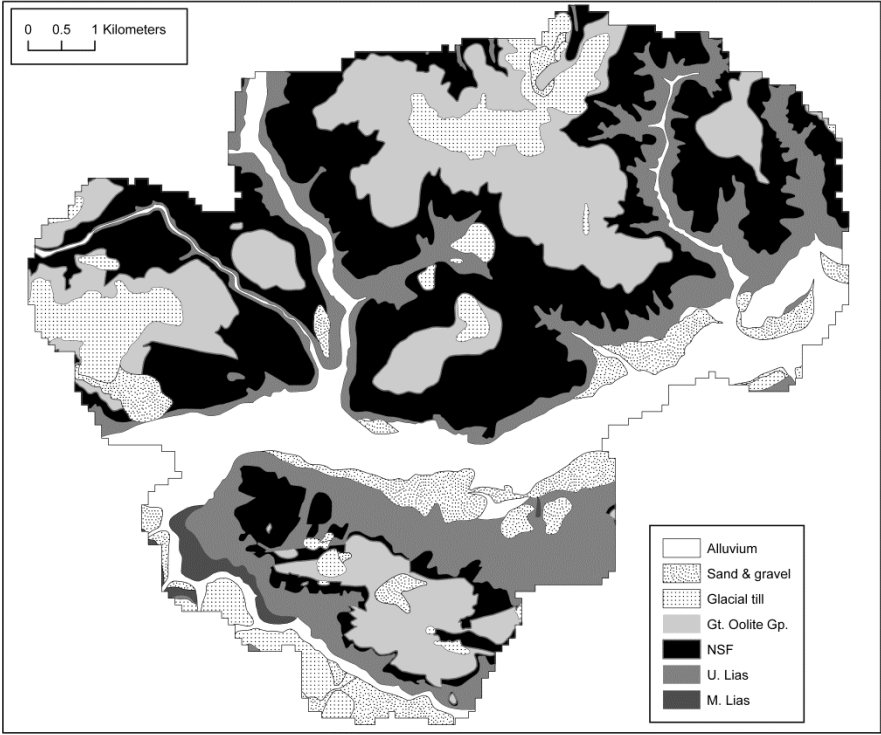 0 0.5 1 Kilometers
Alluvium
Sand & gravel
Glacial till
Gt. Oolite Gp.
NSF
U. Lias
M. Lias